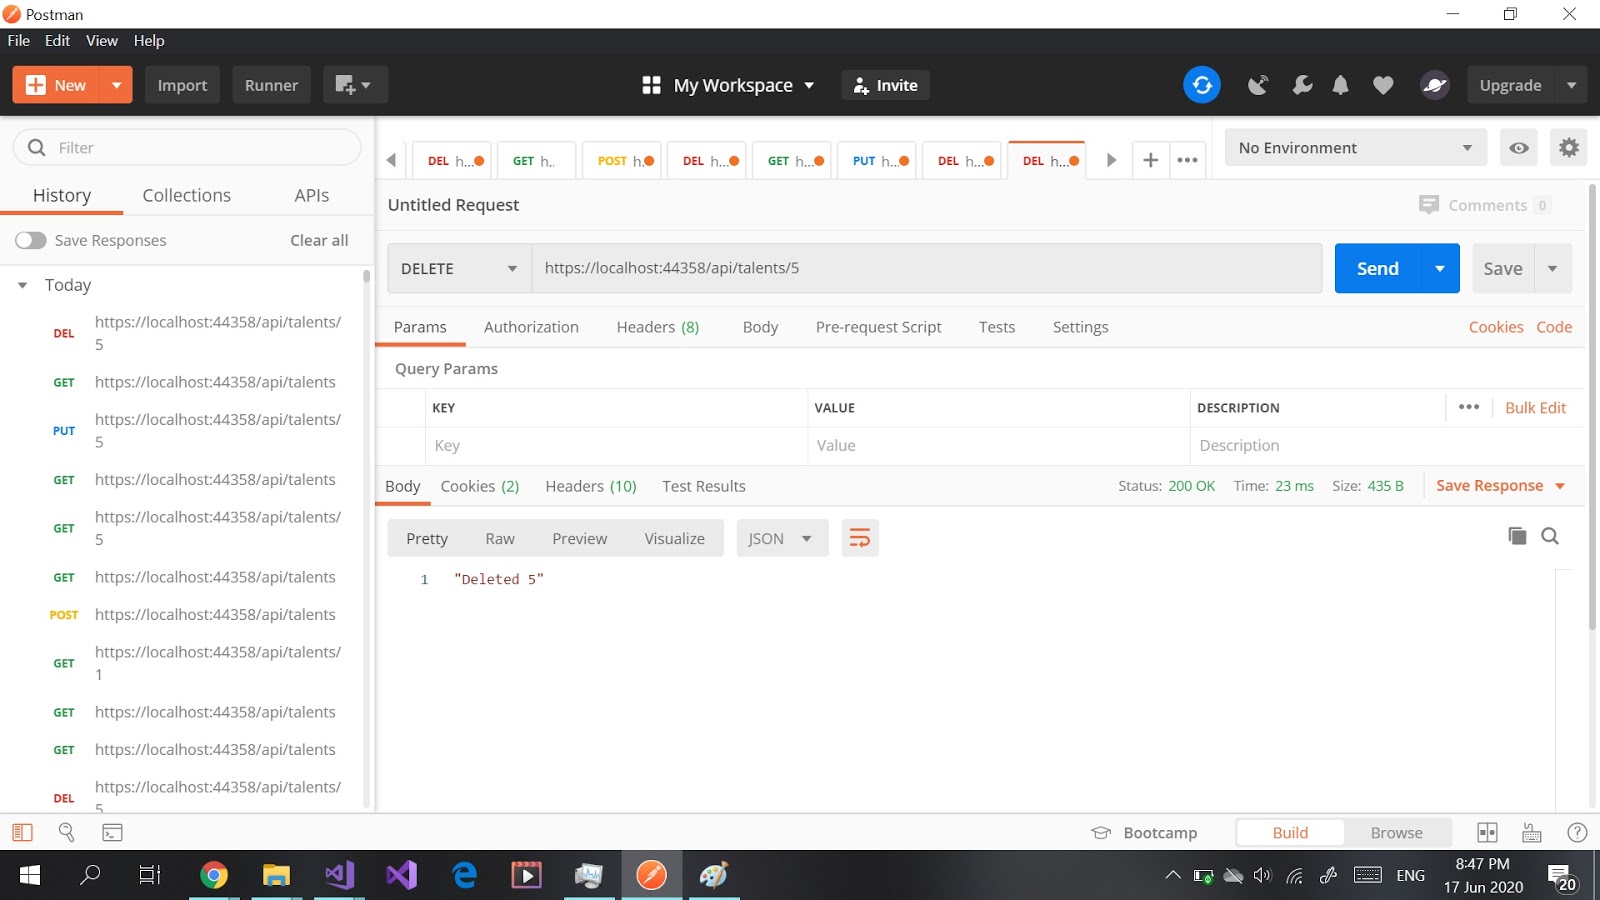 Postman
File Edit View Help
New Import Runner My Workspace Invite Upgrade
Filter
History Collections APIs
Save Responses Clear all
Today
DEL https://localhost:44358/api/talents/
5
GET https://localhost:44358/api/talents
PUT https://localhost:44358/api/talents/
5
GET https://localhost:44358/api/talents
GET https://localhost:44358/api/talents/
5
GET https://localhost:44358/api/talents
POST https://localhost:44358/api/talents
GET https://localhost:44358/api/talents/
1
GET https://localhost:44358/api/talents
GET https://localhost:44358/api/talents
DEL https://localhost:44358/api/talents/
5
DEL h... GET h.. POST h. DEL h... GET h... PUT h.. DEL h... DEL h... No Environment
Untitled Request Comments 0
DELETE https://localhost:44358/api/talents/5 Send Save
Params Authorization Headers (8) Body Pre-request Script Tests Settings Cookies Code
Query Params
KEY VALUE DESCRIPTION Bulk Edit
Key Value Description
Body Cookies (2) Headers (10) Test Results Status: 200 OK Time: 23 ms Size: 435 B Save Response
Pretty Raw Preview Visualize JSON
1 "Deleted 5"
Bootcamp Build Browse
ENG 8:47 PM
17 Jun 2020 20